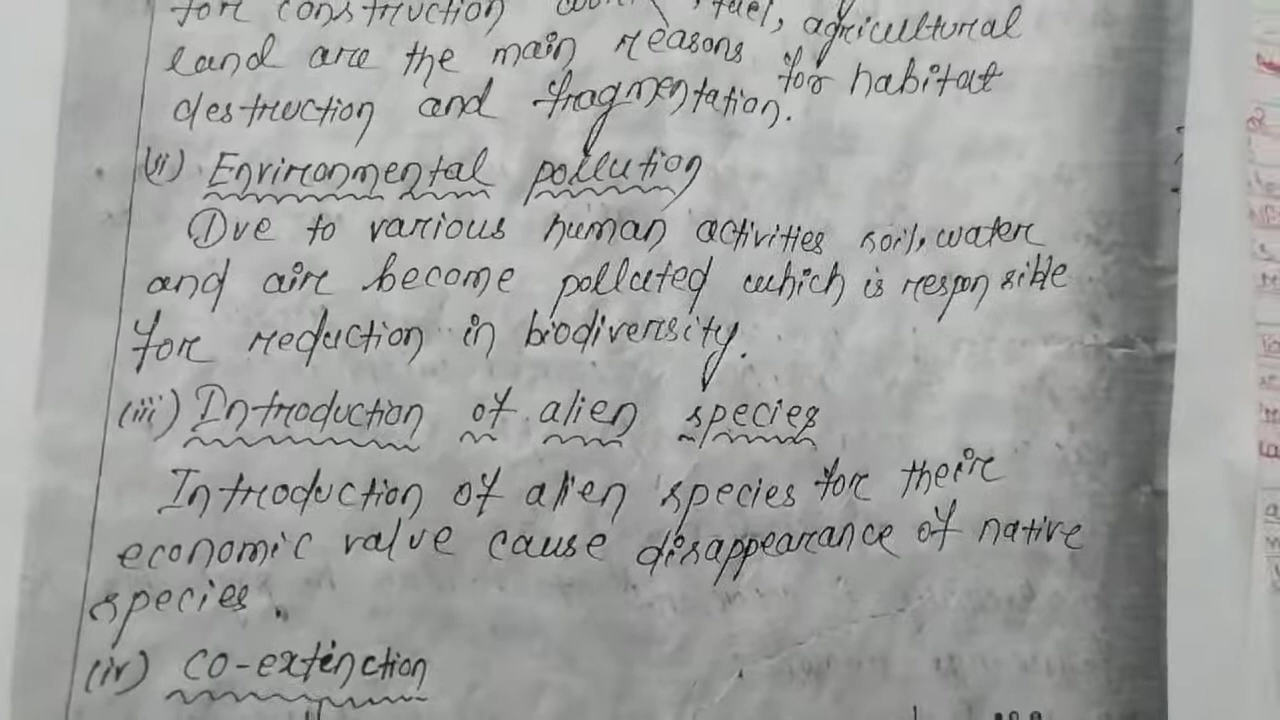 for construction work, fuel, agricultural
land are the main reasons for habitat
destruction and fragmentation.
(ii) Environmental pollution
Due to various human activities soil, water
and air become polluted which is responsible
for reduction in biodiversity.
(iii) Introduction of alien species
Introduction of alien species for their
economic value cause disappearance of native
species.
(iv) co-extinction